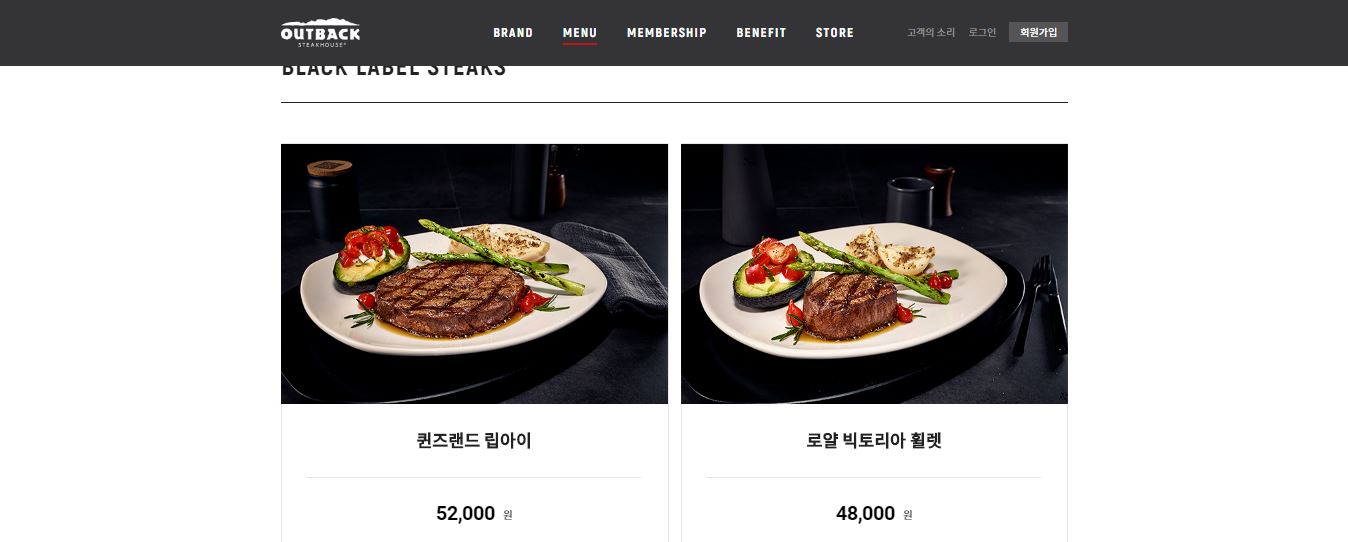 OUTBACK
STEAKHOUSE
BRAND MENU MEMBERSHIP BENEFIT STORE 고객의 소리 로그인 회원가입
BLACK LABEL STEAKS
퀸즈랜드 립아이
로얄 빅토리아 휠렛
52,000 원
48,000 원